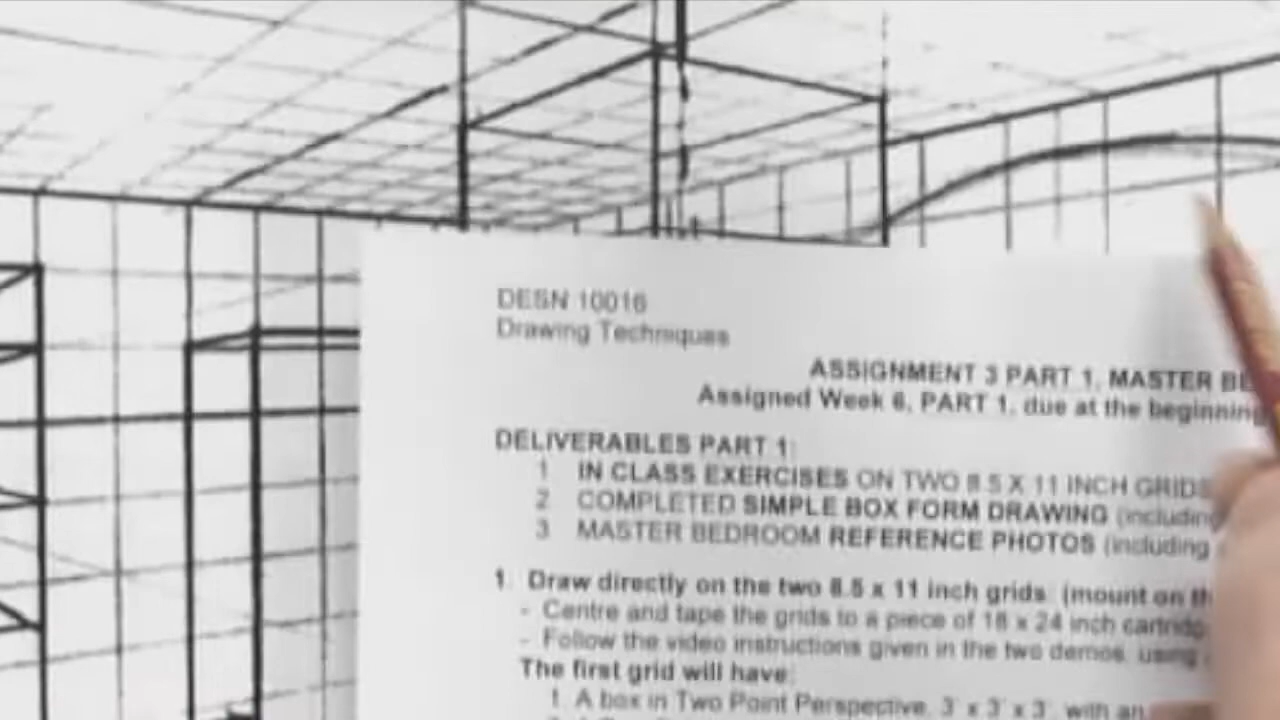 DESN 10016
Drawing Techniques
ASSIGNMENT 3 PART 1, MASTER
Assigned Week 6, PART 1, due at the beginning
DELIVERABLES PART 1:
1 IN CLASS EXERCISES ON TWO 8.5 X 11 INCH GRIDS
2 COMPLETED SIMPLE BOX FORM DRAWING (including
3 MASTER BEDROOM REFERENCE PHOTOS (including
1. Draw directly on the two 8.5 x 11 inch grids. (mount on
- Centre and tape the grids to a piece of 18 x 24 inch
- Follow the video instructions given in the two demos, using
The first grid will have:
1. A box in Two Point Perspective, 3' x 3' x 3', with an